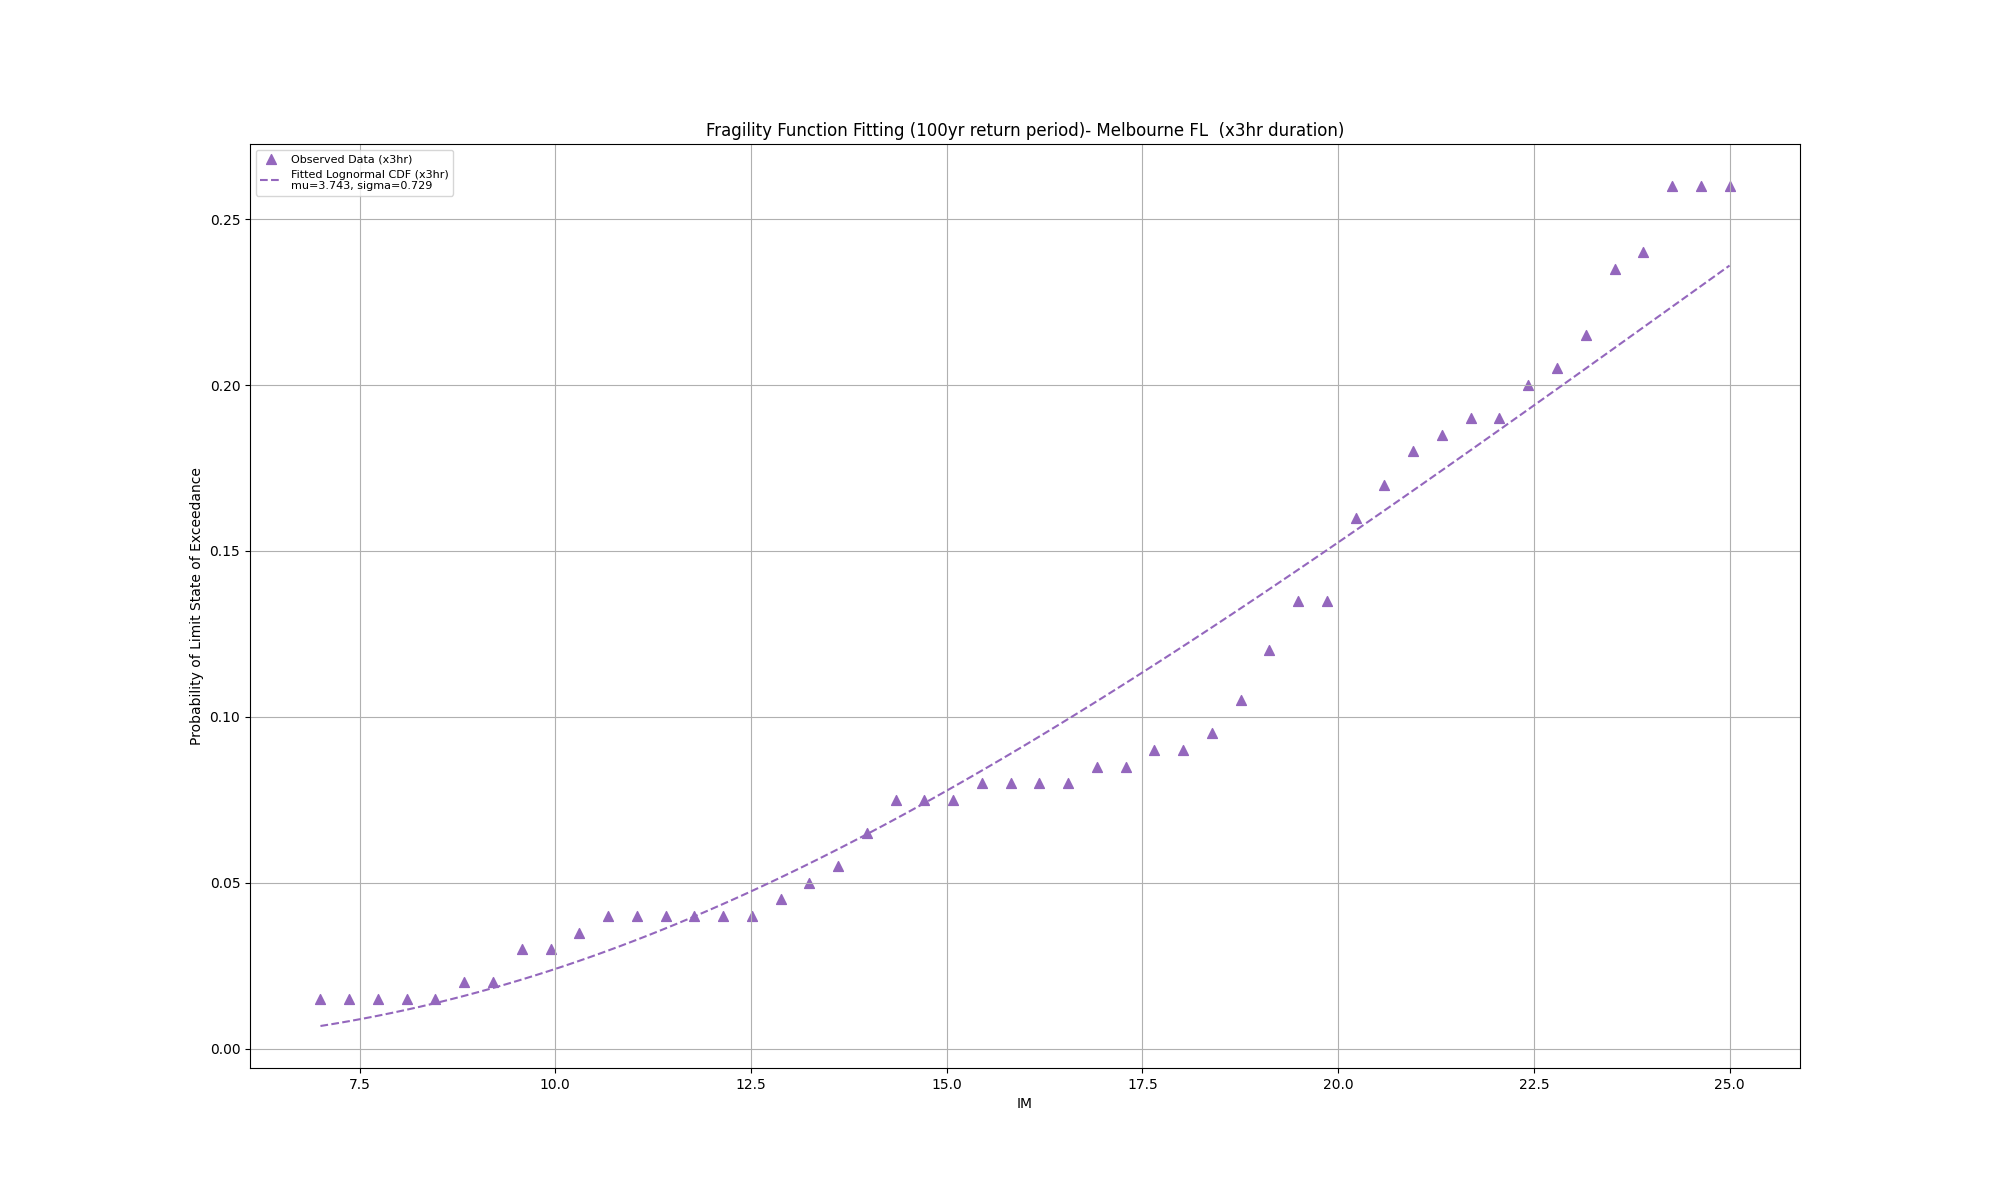 Fragility Function Fitting (100yr return period)- Melbourne FL  (x3hr duration)
Observed Data (x3hr)
Fitted Lognormal CDF (x3hr)
mu=3.743, sigma=0.729
Probability of Limit State of Exceedance
0.25
0.20
0.15
0.10
0.05
0.00
7.5 10.0 12.5 15.0 17.5 20.0 22.5 25.0
IM